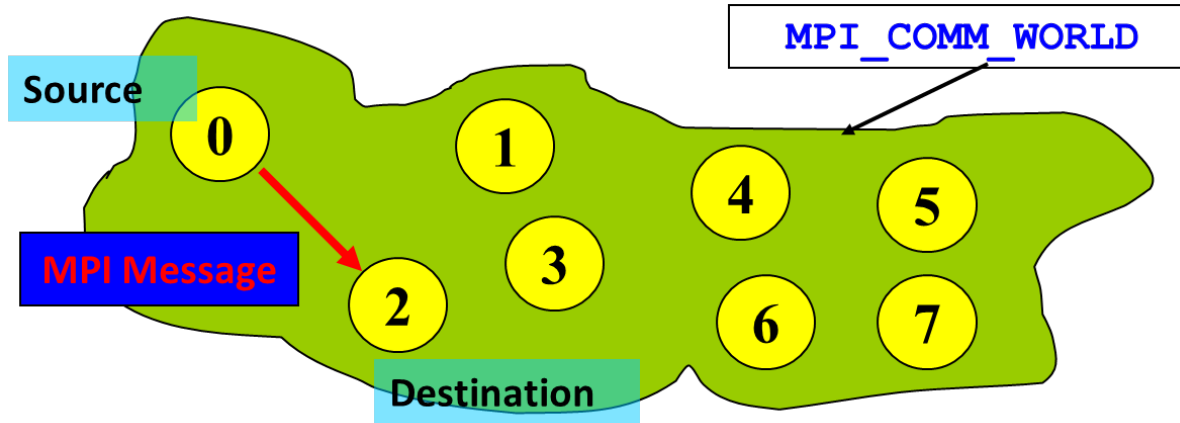 MPI_COMM_WORLD
Source
0
1
4
5
MPI Message
3
2
6
7
Destination